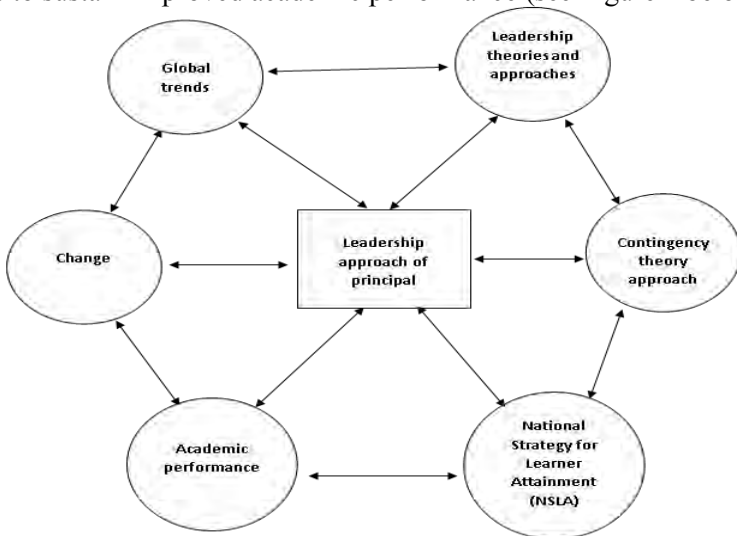 Leadership
theories and
approaches
Global
trends
Leadership
approach of
principal
Change
Contingency
theory
approach
Academic
performance
National
Strategy for
Learner
Attainment
(NSLA)